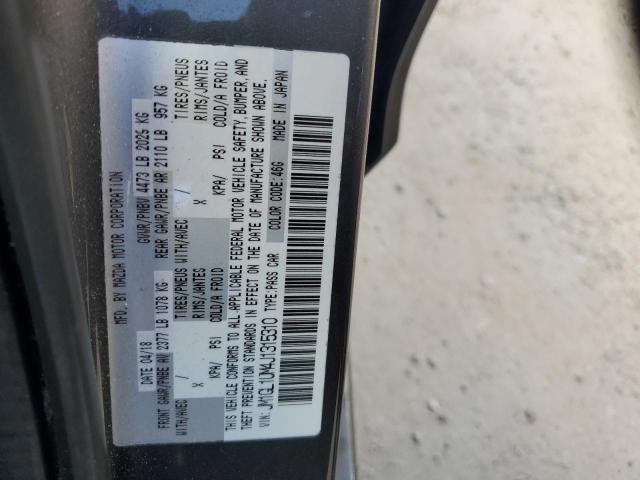 MFD. BY MAZDA MOTOR CORPORATION
DATE 04/18 GVWR/PNBV 4473 LB 2026 KG
FRONT GAWR/PNBE AV 2377 LB 1078 KG REAR GAWR/PNBE AR 2110 LB 957 KG
TIRES/PNEUS WITH/AVEC TIRES/PNEUS
WITH/AVEC / RIMS/JANTES / RIMS/JANTES
X COLD/A FROID X COLD/A FROID
KPA/ PSI KPA/ PSI
THIS VEHICLE CONFORMS TO ALL APPLICABLE FEDERAL MOTOR VEHICLE SAFETY, BUMPER, AND
THEFT PREVENTION STANDARDS IN EFFECT ON THE DATE OF MANUFACTURE SHOWN ABOVE.
VIN: JM1GL1UM4J1315310 TYPE:PASS CAR COLOR CODE:46G MADE IN JAPAN